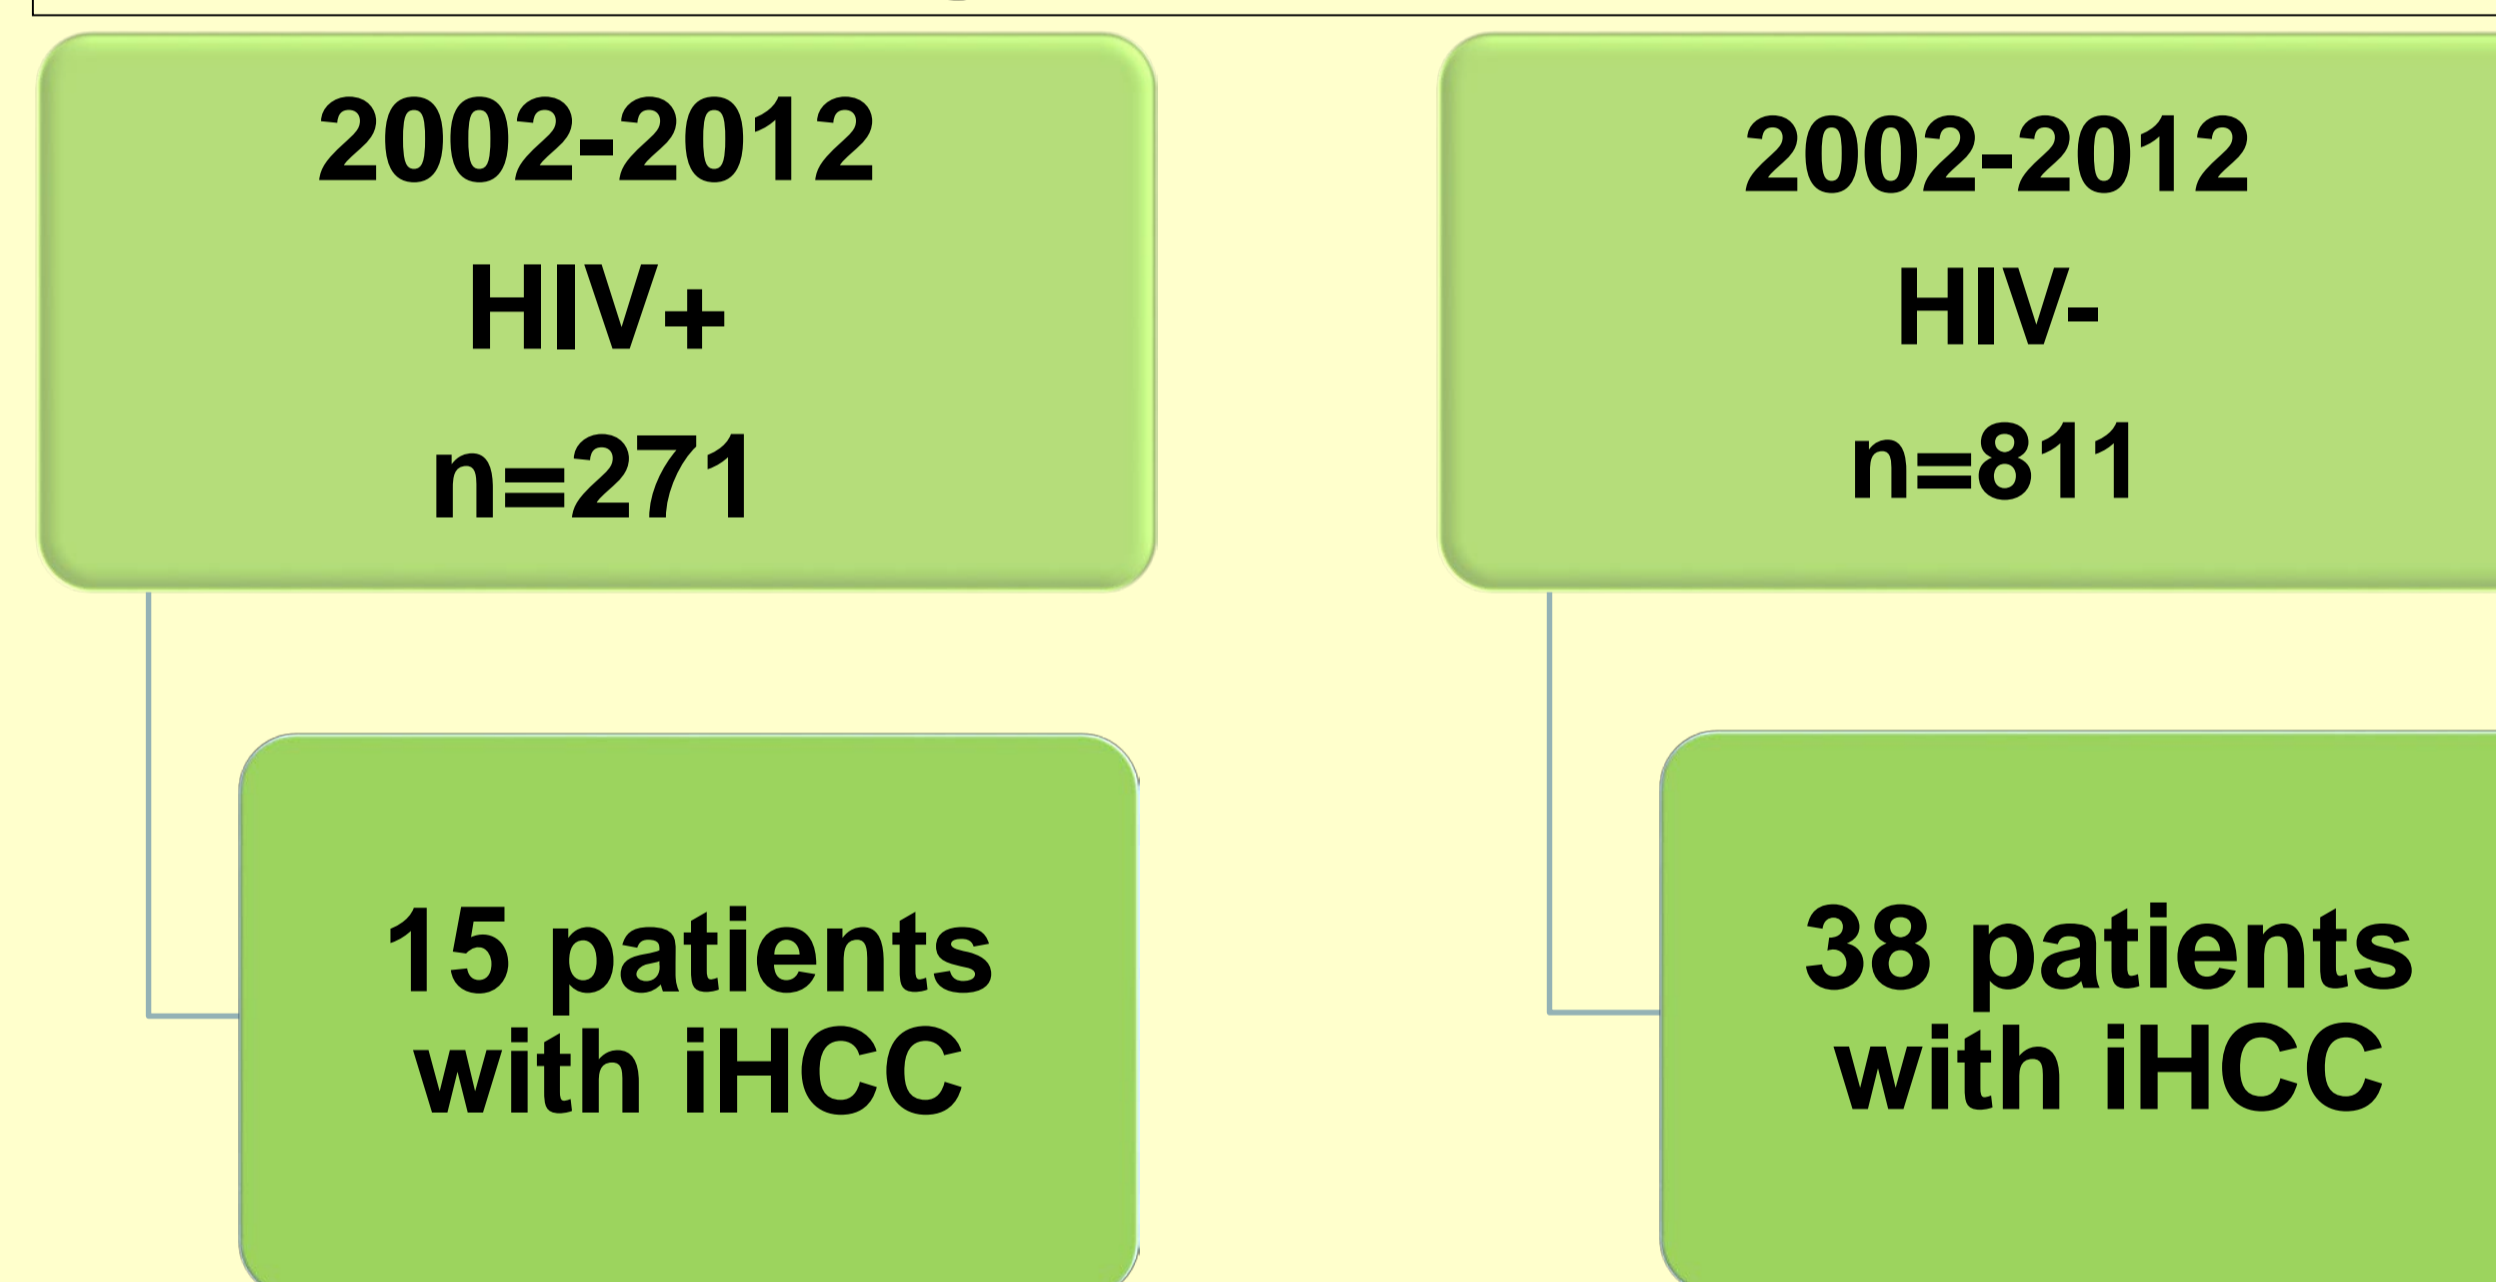 2002-2012
HIV+
n=271
15 patients
with iHCC
2002-2012
HIV-
n=811
38 patients
with iHCC